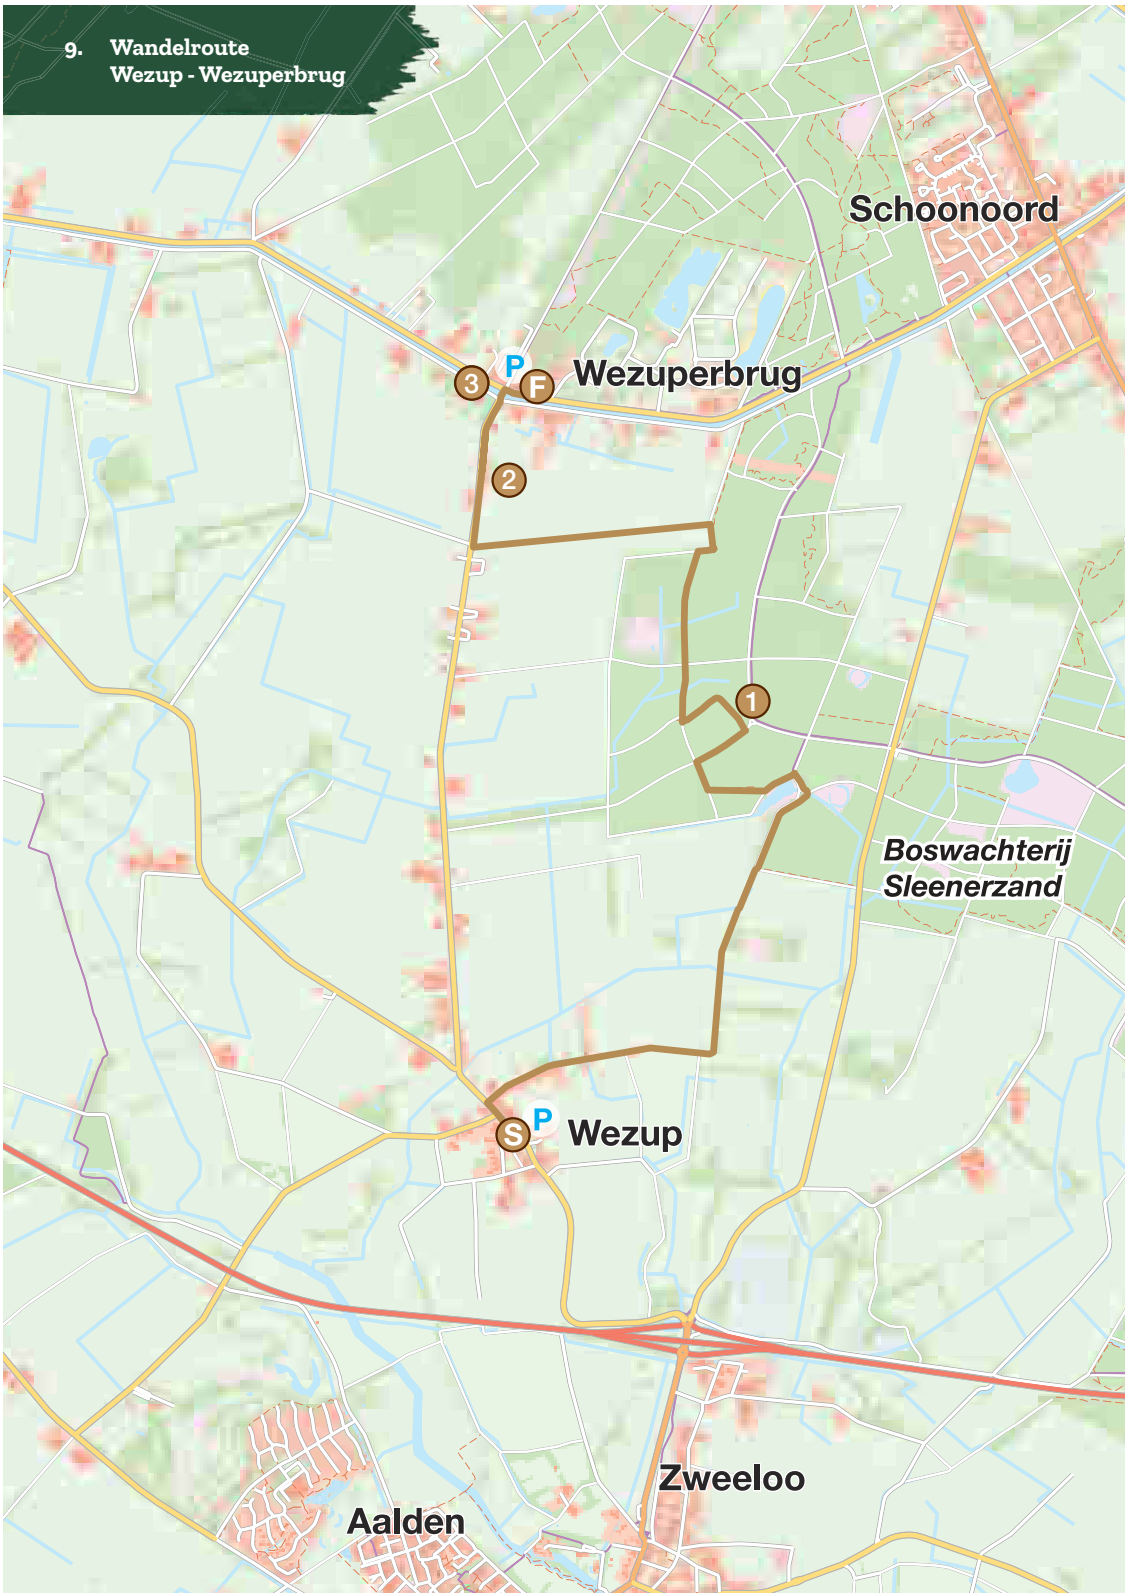 9. Wandelroute
Wezup - Wezuperbrug
Schoonoord
P
3
F
Wezuperbrug
2
1
Boswachterij
Sleenerzand
P
S
Wezup
Zweeloo
Aalden